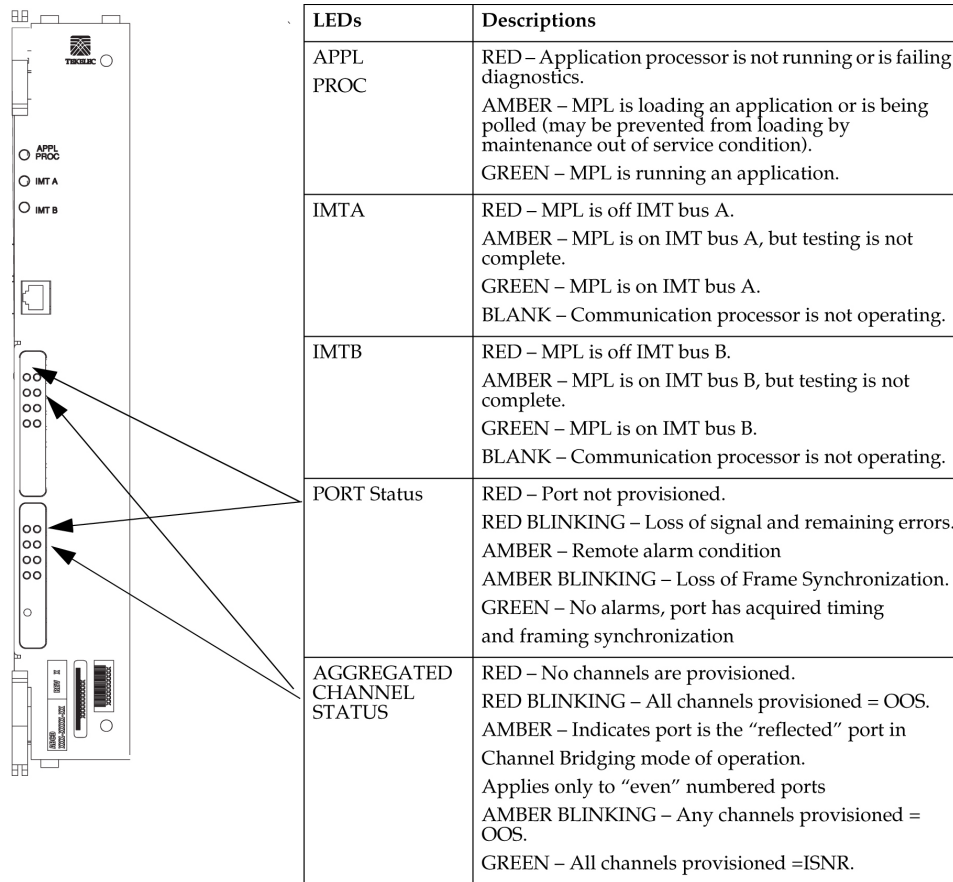 TEKELEC
APPL
PROC
IMT A
IMT B
REV X
XXXXXXXXXX
LEDs
Descriptions
APPL
PROC
RED – Application processor is not running or is failing
diagnostics.
AMBER – MPL is loading an application or is being
polled (may be prevented from loading by
maintenance out of service condition).
GREEN – MPL is running an application.
IMTA
RED – MPL is off IMT bus A.
AMBER – MPL is on IMT bus A, but testing is not
complete.
GREEN – MPL is on IMT bus A.
BLANK – Communication processor is not operating.
IMTB
RED – MPL is off IMT bus B.
AMBER – MPL is on IMT bus B, but testing is not
complete.
GREEN – MPL is on IMT bus B.
BLANK – Communication processor is not operating.
PORT Status
RED – Port not provisioned.
RED BLINKING – Loss of signal and remaining errors.
AMBER – Remote alarm condition
AMBER BLINKING – Loss of Frame Synchronization.
GREEN – No alarms, port has acquired timing
and framing synchronization
AGGREGATED
CHANNEL
STATUS
RED – No channels are provisioned.
RED BLINKING – All channels provisioned = OOS.
AMBER – Indicates port is the “reflected” port in
Channel Bridging mode of operation.
Applies only to “even” numbered ports
AMBER BLINKING – Any channels provisioned =
OOS.
GREEN – All channels provisioned =ISNR.